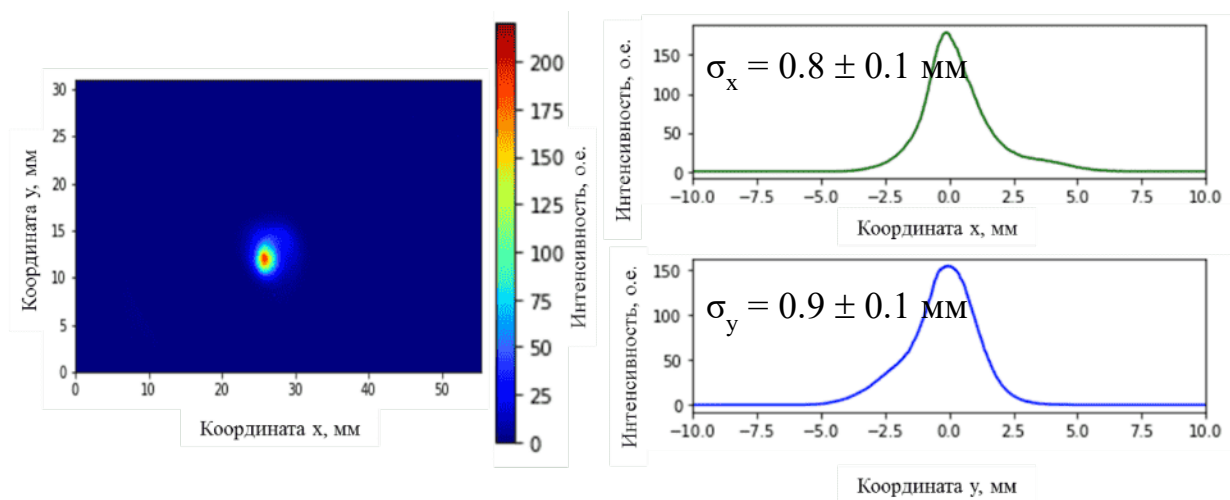 30
25
20
15
10
5
0
Координата y, мм
0 10 20 30 40 50
Координата x, мм
200
175
150
125
100
75
50
25
0
Интенсивность, о.е.
σx = 0.8 ± 0.1 мм
150
100
50
0
Интенсивность, о.е.
−10.0 −7.5 −5.0 −2.5 0.0 2.5 5.0 7.5 10.0
Координата x, мм
σy = 0.9 ± 0.1 мм
150
100
50
0
Интенсивность, о.е.
−10.0 −7.5 −5.0 −2.5 0.0 2.5 5.0 7.5 10.0
Координата y, мм